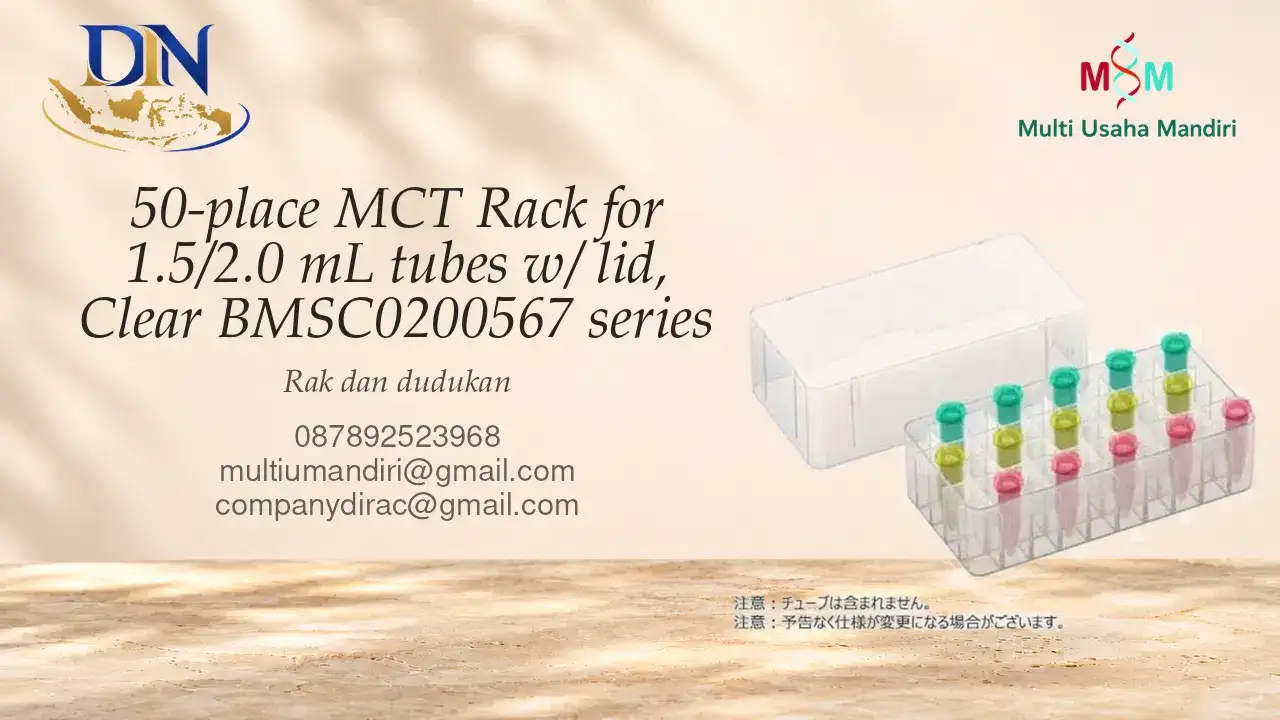 DIN
MSM
Multi Usaha Mandiri
50-place MCT Rack for
1.5/2.0 mL tubes w/ lid,
Clear BMSC0200567 series
Rak dan dudukan
087892523968
multiumandiri@gmail.com
companydirac@gmail.com
注意：チューブは含まれません。
注意：予告なく仕様が変更になる場合がございます。